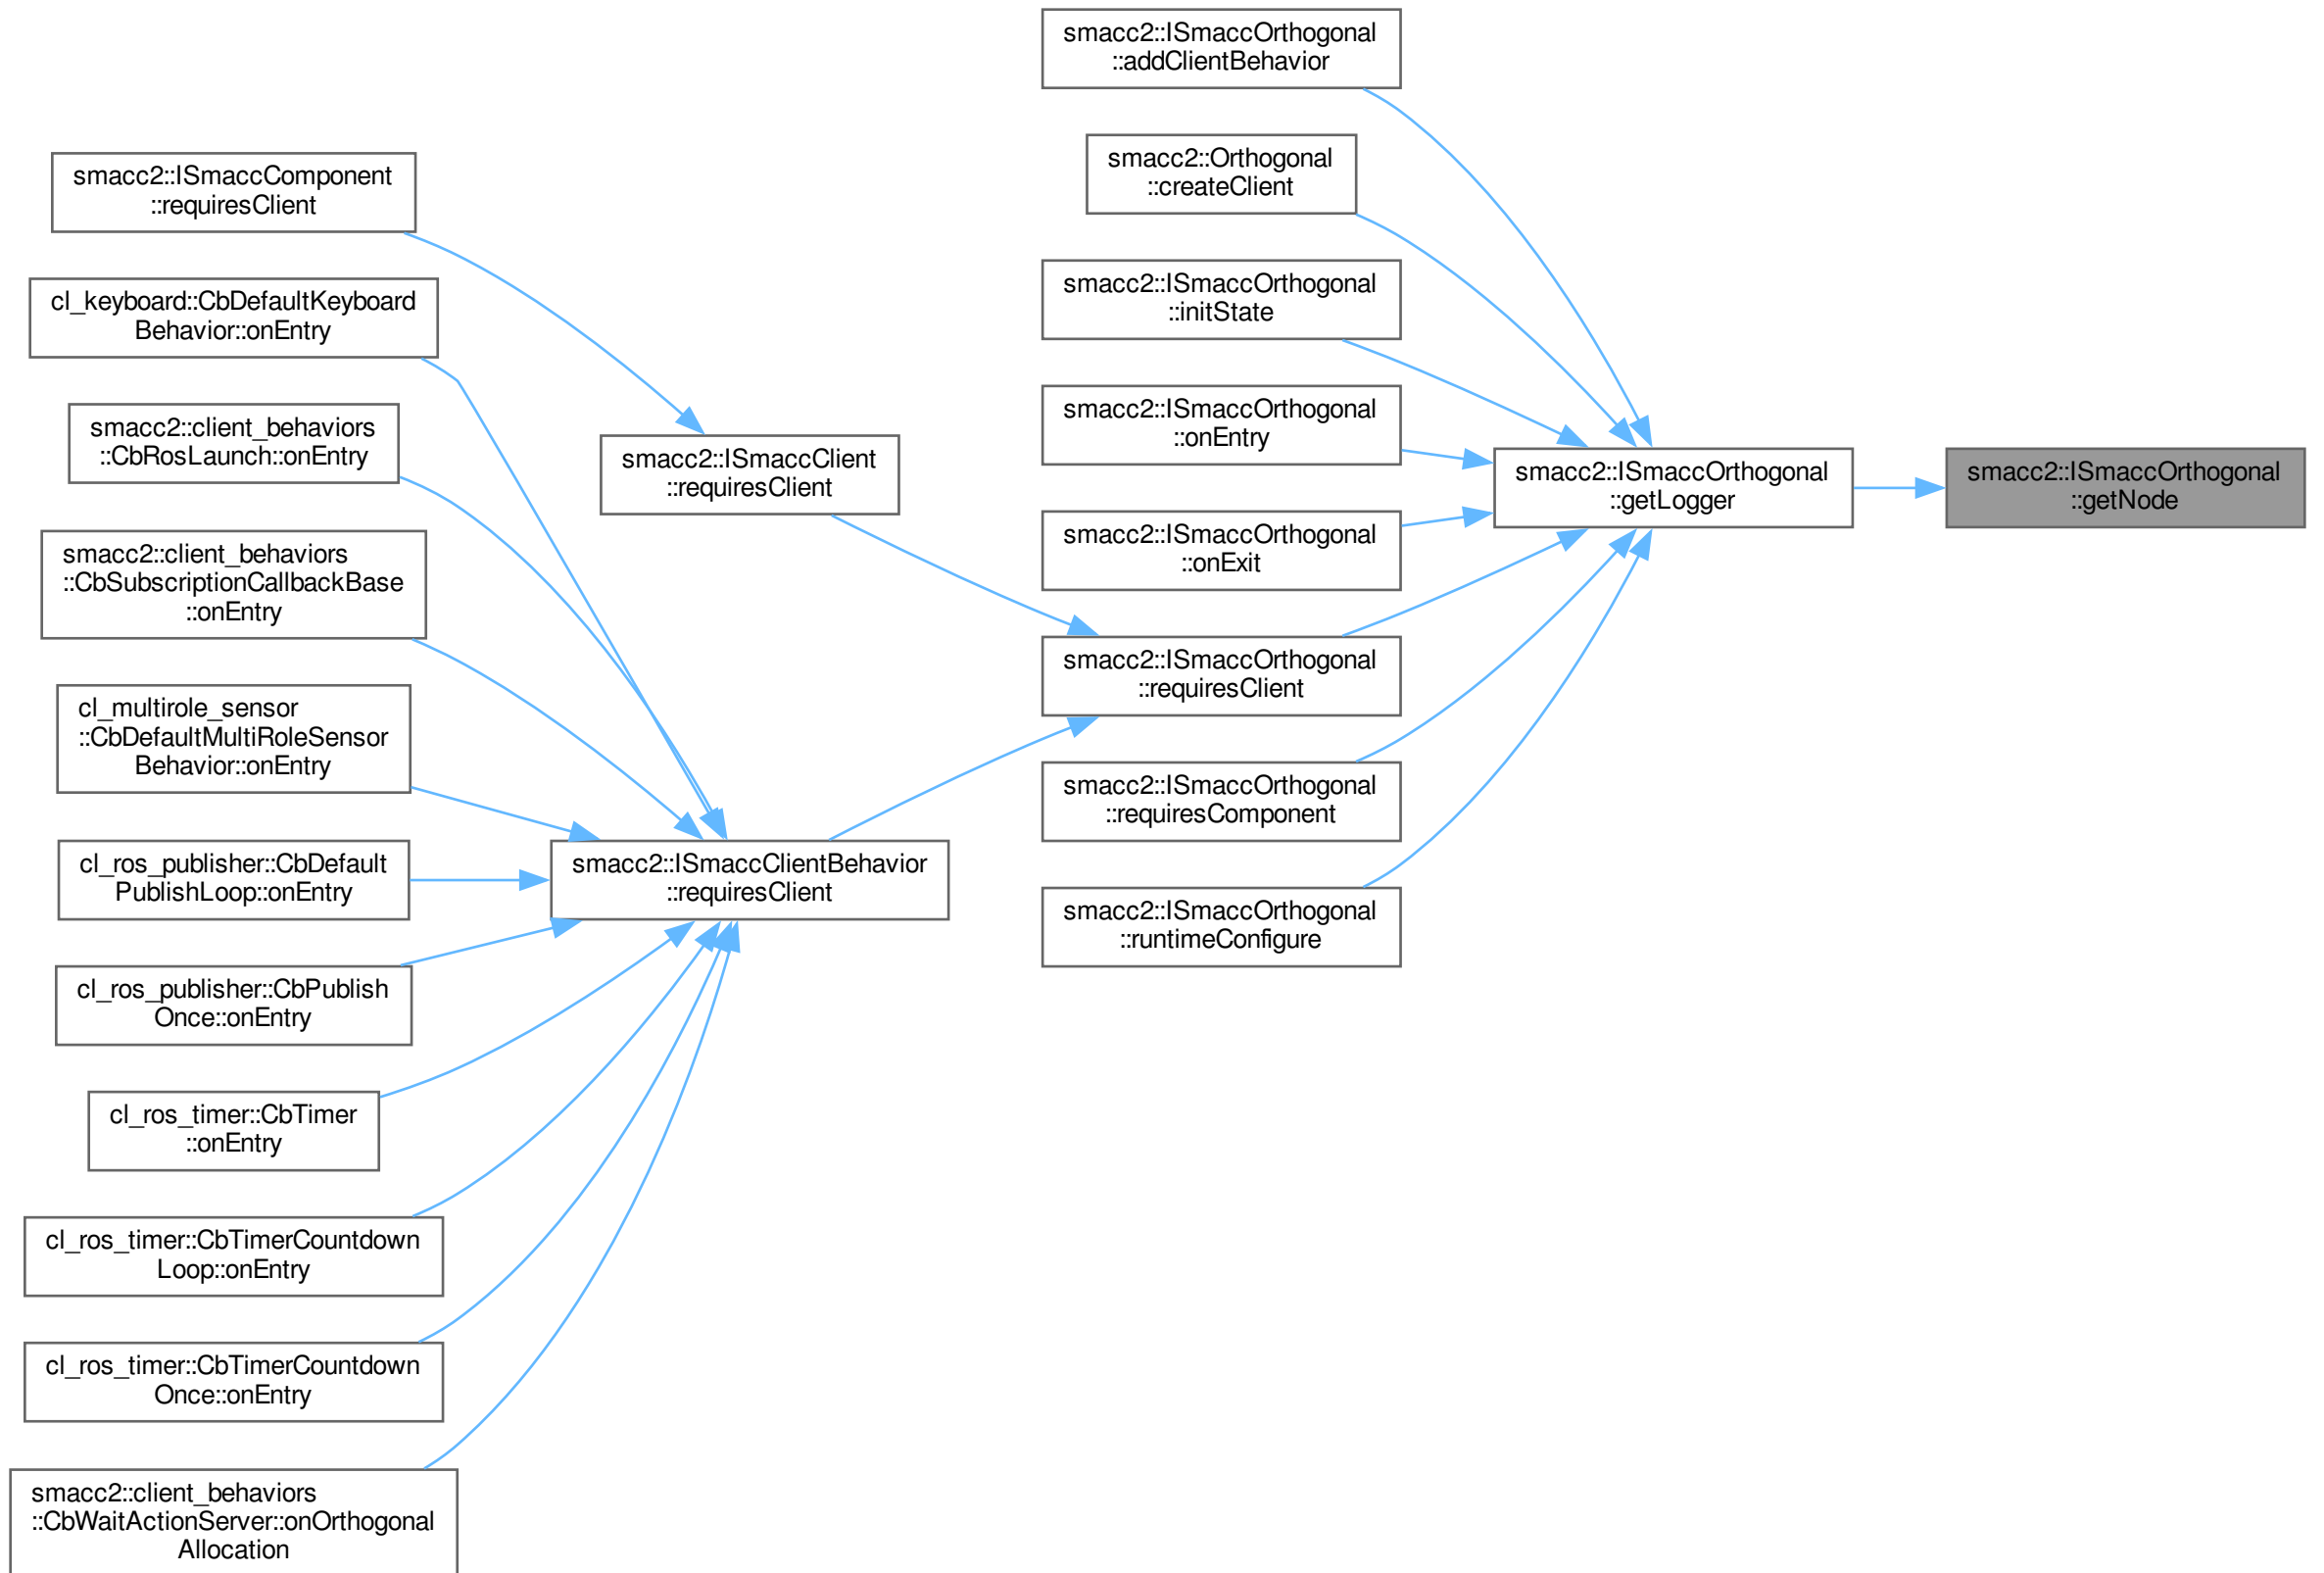 smacc2::ISmaccOrthogonal
::addClientBehavior
smacc2::Orthogonal
::createClient
smacc2::ISmaccComponent
::requiresClient
smacc2::ISmaccOrthogonal
::initState
cl_keyboard::CbDefaultKeyboard
Behavior::onEntry
smacc2::ISmaccOrthogonal
::onEntry
smacc2::client_behaviors
::CbRosLaunch::onEntry
smacc2::ISmaccClient
::requiresClient
smacc2::ISmaccOrthogonal
::getLogger
smacc2::ISmaccOrthogonal
::getNode
smacc2::ISmaccOrthogonal
::onExit
smacc2::client_behaviors
::CbSubscriptionCallbackBase
::onEntry
smacc2::ISmaccOrthogonal
::requiresClient
cl_multirole_sensor
::CbDefaultMultiRoleSensor
Behavior::onEntry
smacc2::ISmaccOrthogonal
::requiresComponent
cl_ros_publisher::CbDefault
PublishLoop::onEntry
smacc2::ISmaccClientBehavior
::requiresClient
smacc2::ISmaccOrthogonal
::runtimeConfigure
cl_ros_publisher::CbPublish
Once::onEntry
cl_ros_timer::CbTimer
::onEntry
cl_ros_timer::CbTimerCountdown
Loop::onEntry
cl_ros_timer::CbTimerCountdown
Once::onEntry
smacc2::client_behaviors
::CbWaitActionServer::onOrthogonal
Allocation